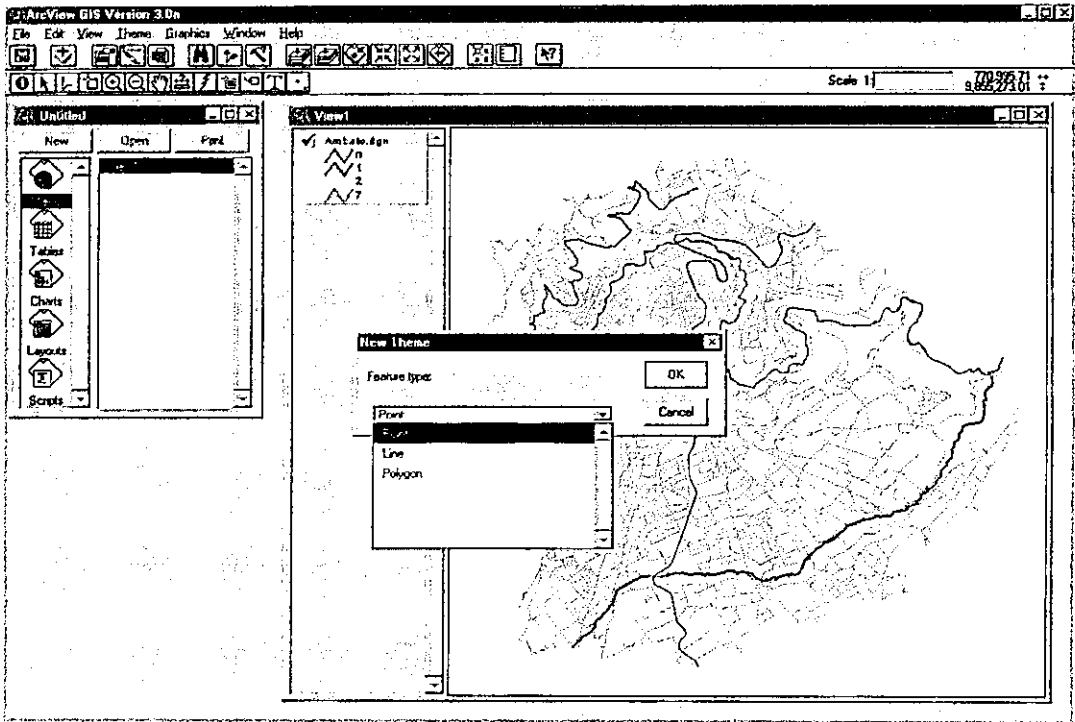 ArcView GIS Version 3.0a
File Edit View Theme Graphics Window Help
Scale 1:
770,995.71
9,855,273.01
Untitled
New Open Print
Tables
Charts
Layouts
Scripts
View1
Ambato.dgn
0
1
2
7
New Theme
Feature type:
OK
Cancel
Point
Point
Line
Polygon